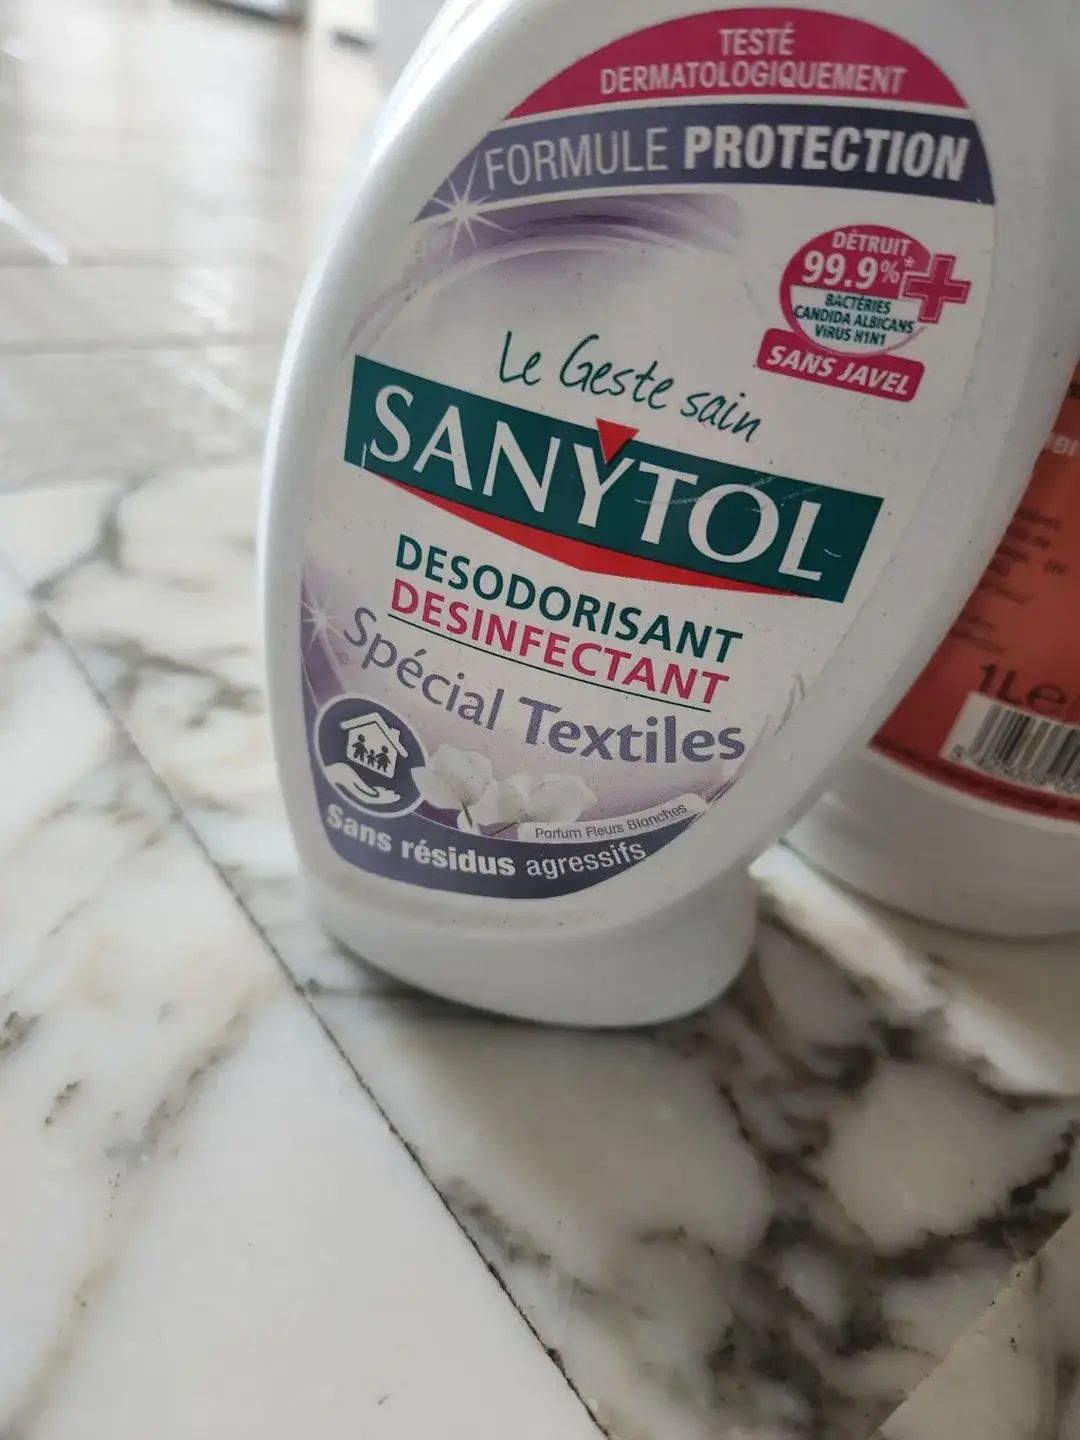 TESTÉ
DERMATOLOGIQUEMENT
FORMULE PROTECTION
DÉTRUIT
99.9%*
BACTÉRIES
CANDIDA ALBICANS
VIRUS H1N1
SANS JAVEL
Le Geste sain
SANYTOL
DESODORISANT
DESINFECTANT
Spécial Textiles
Parfum Fleurs Blanches
Sans résidus agressifs
1L e